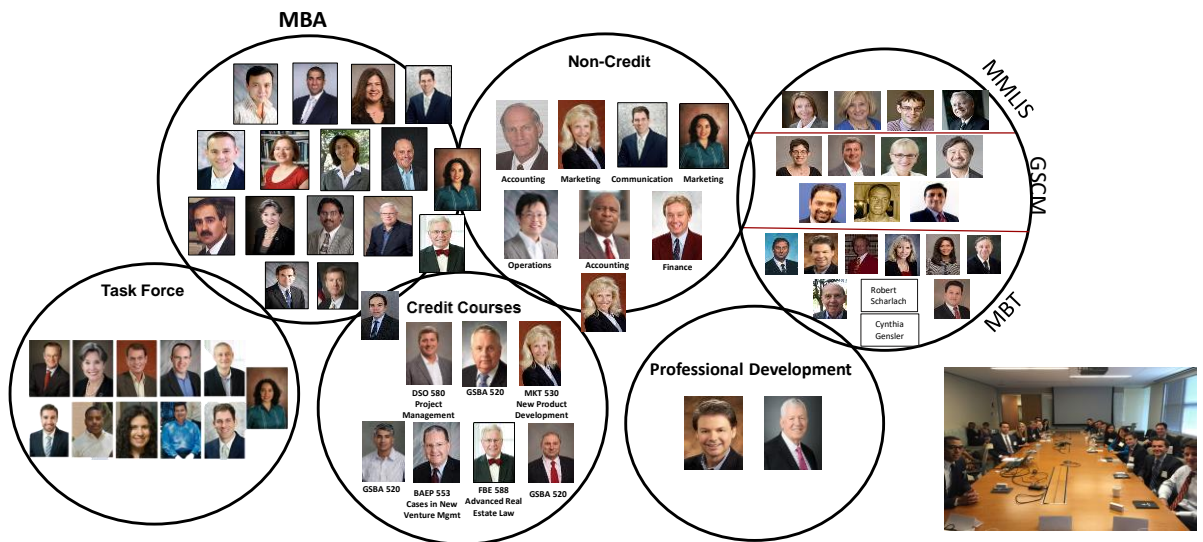 MBA
Non-Credit
MMLIS
GSCM
MBT
Accounting
Marketing
Communication
Marketing
Operations
Accounting
Finance
Robert
Scharlach
Cynthia
Gensler
Task Force
Credit Courses
DSO 580
Project
Management
GSBA 520
MKT 530
New Product
Development
GSBA 520
BAEP 553
Cases in New
Venture Mgmt
FBE 588
Advanced Real
Estate Law
GSBA 520
Professional Development